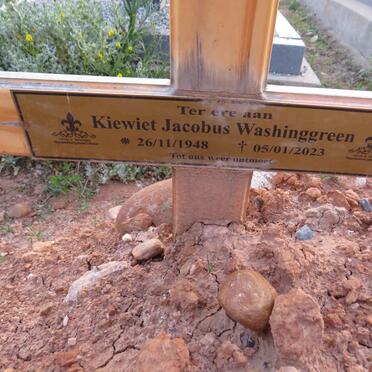 Ter ere aan
Kiewiet Jacobus Washinggreen
* 26/11/1948 † 05/01/2023
Tot ons weer ontmoet